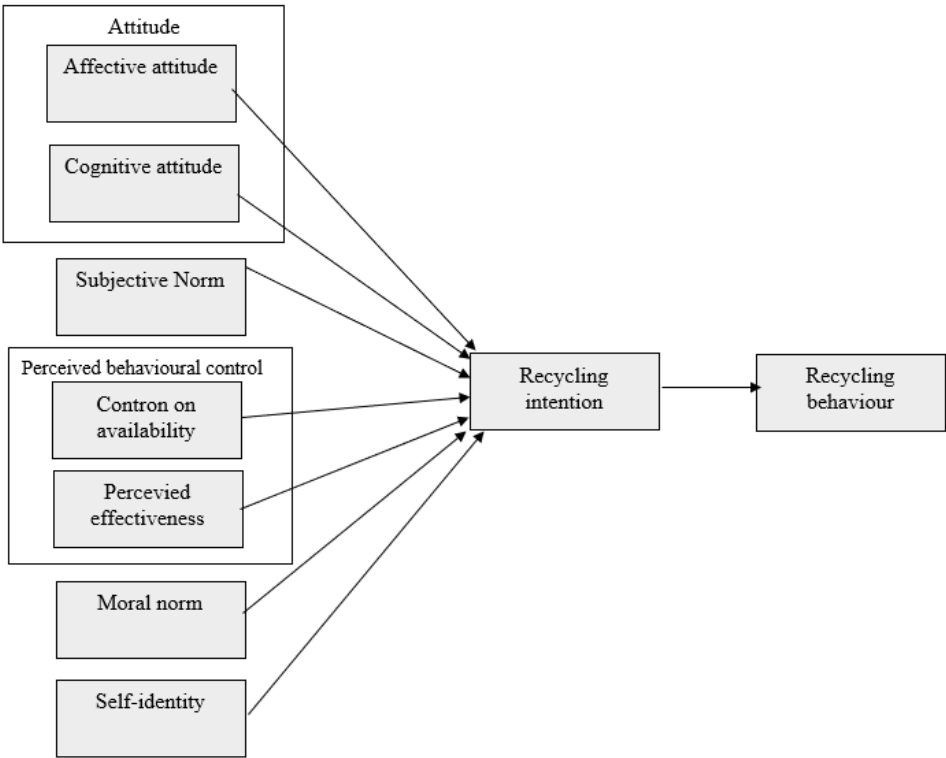 Attitude
Affective attitude
Cognitive attitude
Subjective Norm
Perceived behavioural control
Contron on
availability
Percevied
effectiveness
Moral norm
Self-identity
Recycling
intention
Recycling
behaviour